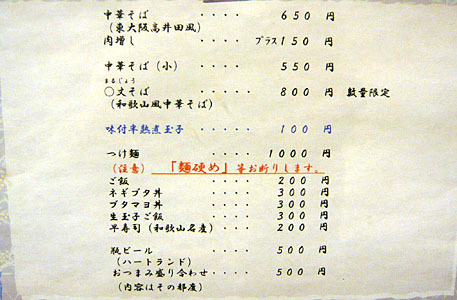 中華そば ・・・・ 650 円
(東大阪高井田風)
肉増し ・・・・ プラス150 円
中華そば(小) ・・・・ 550 円
まるじょう
〇丈そば ・・・・・ 800 円 数量限定
(和歌山風中華そば)
味付半熟煮玉子 ・・・・・ 100 円
つけ麺 ・・・・・ 1000 円
(注意) 「麺硬め」等お断りします。
ご飯 ・・・・ 200 円
ネギブタ丼 ・・・・ 300 円
ブタマヨ丼 ・・・・ 300 円
生玉子ご飯 ・・・・ 300 円
早寿司(和歌山名産)・・・・ 200 円
瓶ビール ・・・・ 500 円
(ハートランド)
おつまみ盛り合わせ・・・・ 500 円
(内容はその都度)